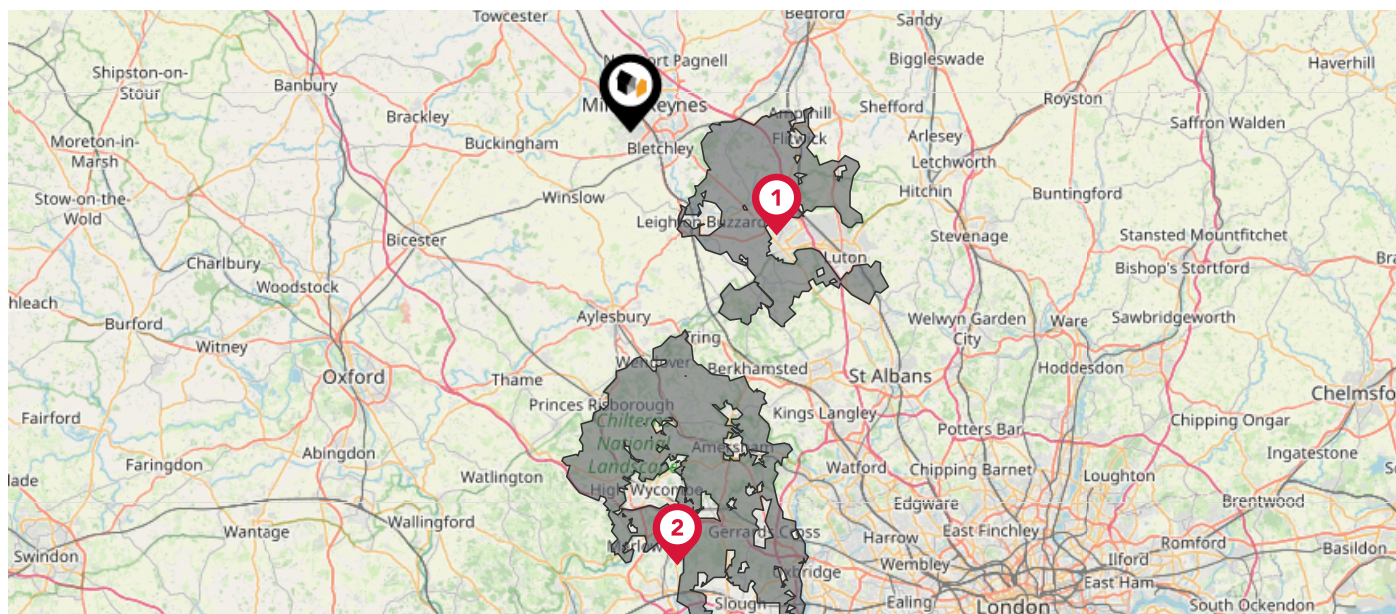 Towcester
Bedford
Sandy
Newport Pagnell
Biggleswade
Haverhill
Shipston-on-
Stour
Banbury
Milton Keynes
Royston
Brackley
Ampthill
Shefford
Saffron Walden
Moreton-in-
Marsh
Buckingham
Bletchley
Flitwick
Arlesey
Letchworth
Stow-on-the-
Wold
Winslow
1
Hitchin
Buntingford
Leighton Buzzard
Bicester
Stevenage
Stansted Mountfitchet
Charlbury
Luton
Bishop's Stortford
Bra
hleach
Woodstock
Burford
Aylesbury
Welwyn Garden
City
Ware
Sawbridgeworth
Witney
Tring
Wendover
Berkhamsted
Hoddesdon
Oxford
Thame
St Albans
Chelmsfo
Princes Risborough
Kings Langley
Fairford
Chiltern
National
Landscape
Potters Bar
Chipping Ongar
Abingdon
Amersham
Ingatestone
Faringdon
Watlington
Watford
Chipping Barnet
Loughton
lade
High Wycombe
Edgware
Brentwood
Wantage
Wallingford
2
Gerrards Cross
Harrow
East Finchley
Romford
Marlow
Swindon
Wembley
Ilford
Basildon
Uxbridge
East Ham
Slough
Ealing
London
South Ockendon